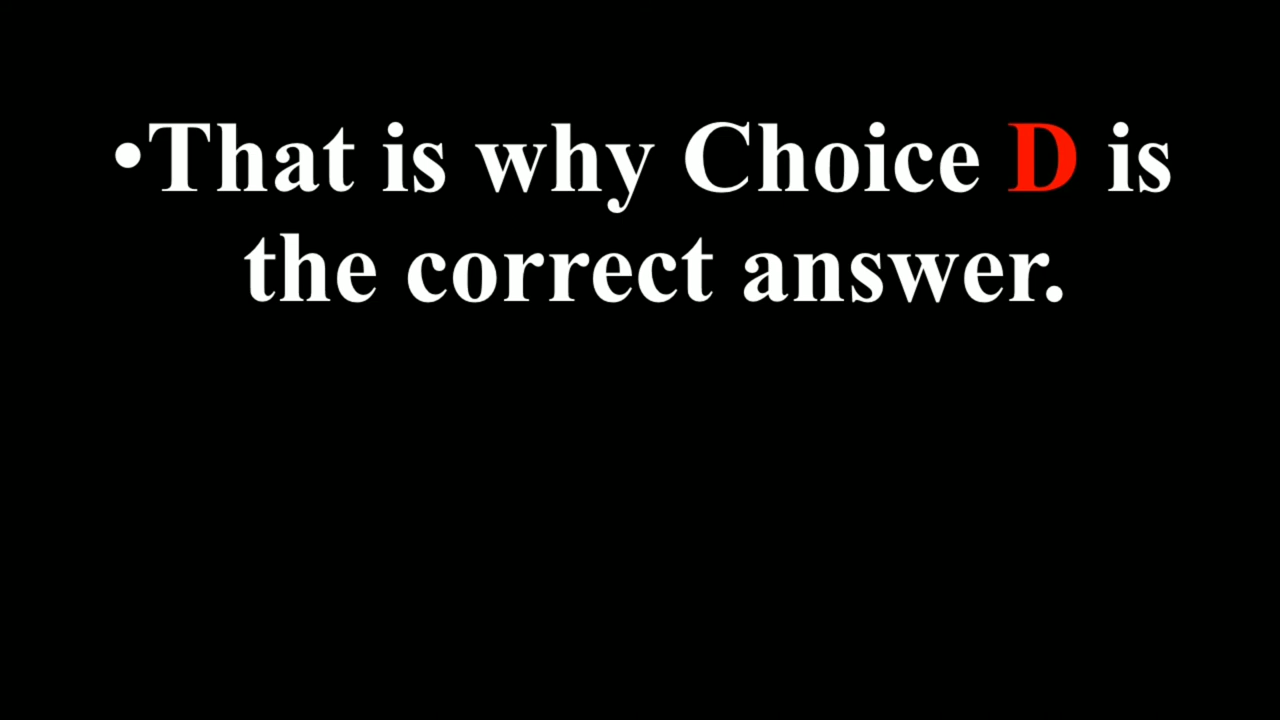 •That is why Choice D is
the correct answer.